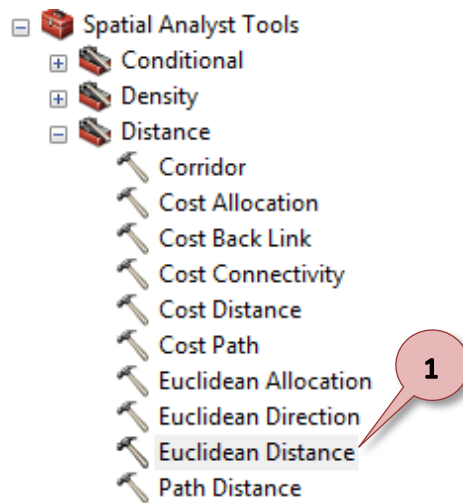 Spatial Analyst Tools
Conditional
Density
Distance
Corridor
Cost Allocation
Cost Back Link
Cost Connectivity
Cost Distance
Cost Path
Euclidean Allocation
Euclidean Direction
Euclidean Distance
1
Path Distance